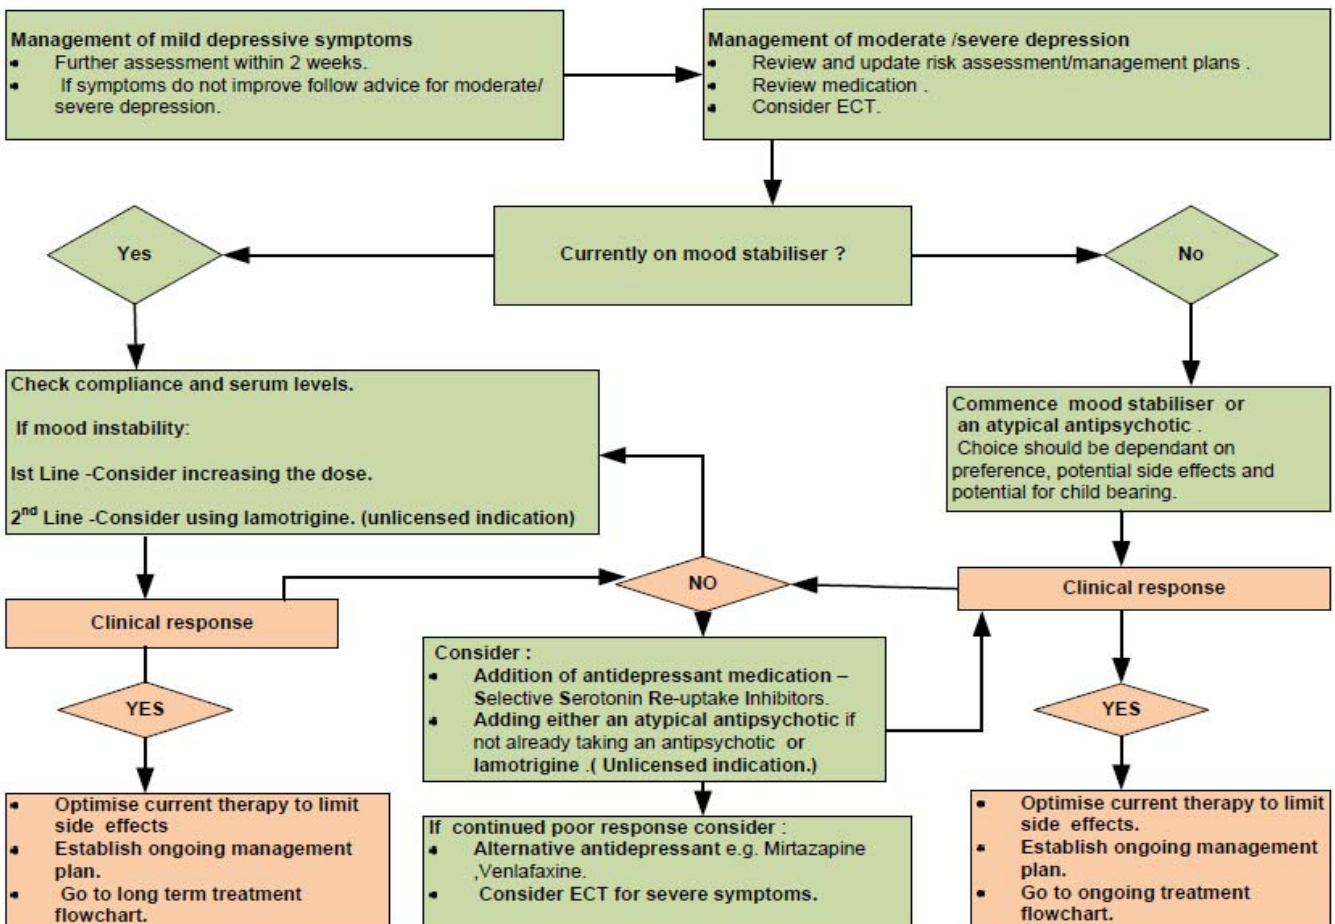 Management of mild depressive symptoms
• Further assessment within 2 weeks.
• If symptoms do not improve follow advice for moderate/
severe depression.
Management of moderate /severe depression
• Review and update risk assessment/management plans .
• Review medication .
• Consider ECT.
Yes
Currently on mood stabiliser ?
No
Check compliance and serum levels.
If mood instability:
Ist Line -Consider increasing the dose.
2nd Line -Consider using lamotrigine. (unlicensed indication)
Commence mood stabiliser or
an atypical antipsychotic .
Choice should be dependant on
preference, potential side effects and
potential for child bearing.
Clinical response
NO
Clinical response
Consider :
• Addition of antidepressant medication –
Selective Serotonin Re-uptake Inhibitors.
• Adding either an atypical antipsychotic if
not already taking an antipsychotic or
lamotrigine .( Unlicensed indication.)
YES
YES
• Optimise current therapy to limit
side effects
• Establish ongoing management
plan.
• Go to long term treatment
flowchart.
If continued poor response consider :
• Alternative antidepressant e.g. Mirtazapine
,Venlafaxine.
• Consider ECT for severe symptoms.
• Optimise current therapy to limit
side effects.
• Establish ongoing management
plan.
• Go to ongoing treatment
flowchart.